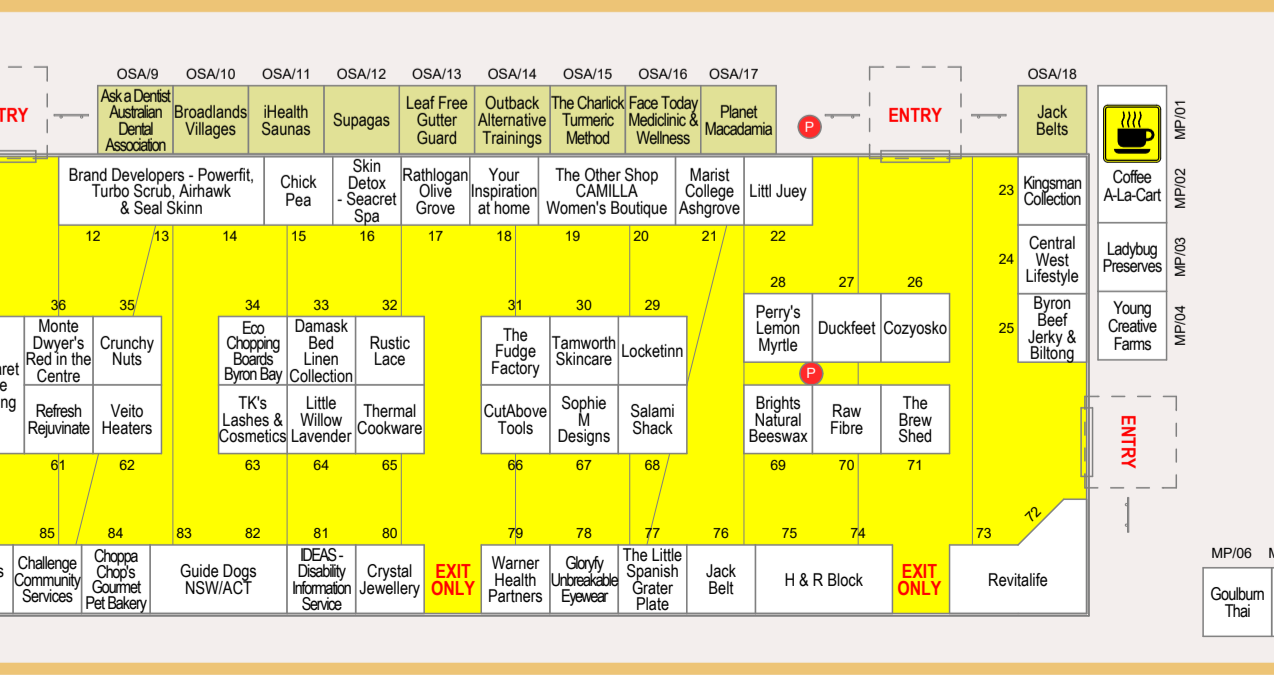 OSA/9 OSA/10 OSA/11 OSA/12 OSA/13 OSA/14 OSA/15 OSA/16 OSA/17 OSA/18
TRY
Ask a Dentist
Australian
Dental
Association
Broadlands
Villages
iHealth
Saunas
Supagas
Leaf Free
Gutter
Guard
Outback
Alternative
Trainings
The Charlick
Turmeric
Method
Face Today
Mediclinic &
Wellness
Planet
Macadamia
P
ENTRY
Jack
Belts
MP/01
Coffee
A-La-Cart
MP/02
Ladybug
Preserves
MP/03
Young
Creative
Farms
MP/04
Brand Developers - Powerfit,
Turbo Scrub, Airhawk
& Seal Skinn
Chick
Pea
Skin
Detox
- Seacret
Spa
Rathlogan
Olive
Grove
Your
Inspiration
at home
The Other Shop
CAMILLA
Women's Boutique
Marist
College
Ashgrove
Littl Juey
23
Kingsman
Collection
12 13 14 15 16 17 18 19 20 21 22
24
Central
West
Lifestyle
25
Byron
Beef
Jerky &
Biltong
28 27 26
36 35 34 33 32 31 30 29
aret
e
ng
Monte
Dwyer's
Red in the
Centre
Crunchy
Nuts
Eco
Chopping
Boards
Byron Bay
Damask
Bed
Linen
Collection
Rustic
Lace
The
Fudge
Factory
Tamworth
Skincare
Locketinn
Perry's
Lemon
Myrtle
Duckfeet
Cozyosko
P
Refresh
Rejuvinate
Veito
Heaters
TK's
Lashes &
Cosmetics
Little
Willow
Lavender
Thermal
Cookware
CutAbove
Tools
Sophie
M
Designs
Salami
Shack
Brights
Natural
Beeswax
Raw
Fibre
The
Brew
Shed
ENTRY
61 62 63 64 65 66 67 68 69 70 71
72
85 84 83 82 81 80 79 78 77 76 75 74 73
s
Challenge
Community
Services
Choppa
Chop's
Gourmet
Pet Bakery
Guide Dogs
NSW/ACT
IDEAS -
Disability
Information
Service
Crystal
Jewellery
EXIT
ONLY
Warner
Health
Partners
Gloryfy
Unbreakable
Eyewear
The Little
Spanish
Grater
Plate
Jack
Belt
H & R Block
EXIT
ONLY
Revitalife
MP/06 M
Goulburn
Thai